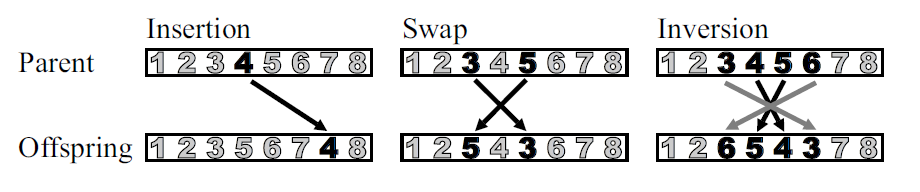 Insertion Swap Inversion
Parent 1 2 3 4 5 6 7 8 1 2 3 4 5 6 7 8 1 2 3 4 5 6 7 8
Offspring 1 2 3 5 6 7 4 8 1 2 5 4 3 6 7 8 1 2 6 5 4 3 7 8